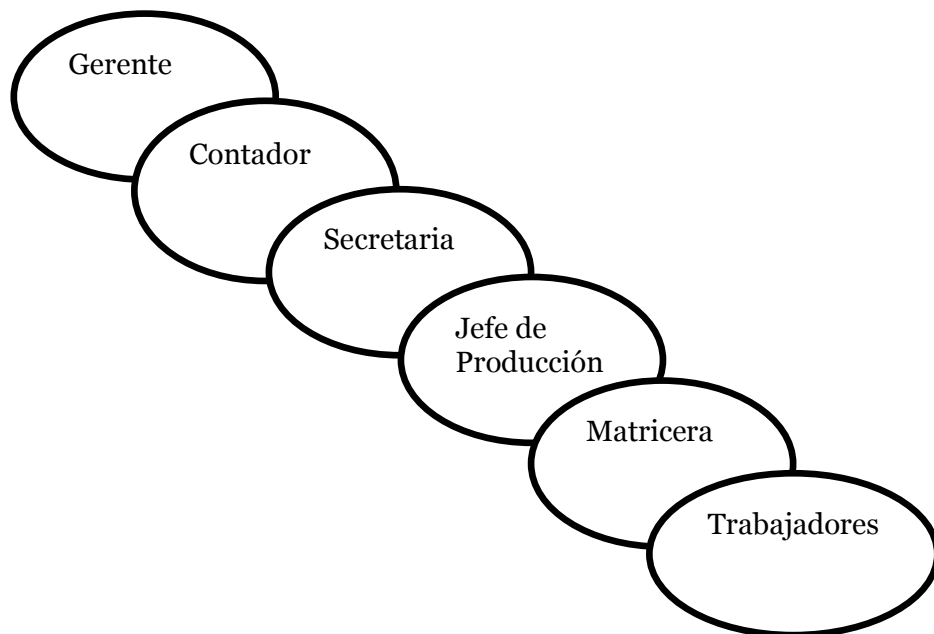 Gerente
Contador
Secretaria
Jefe de
Producción
Matricera
Trabajadores